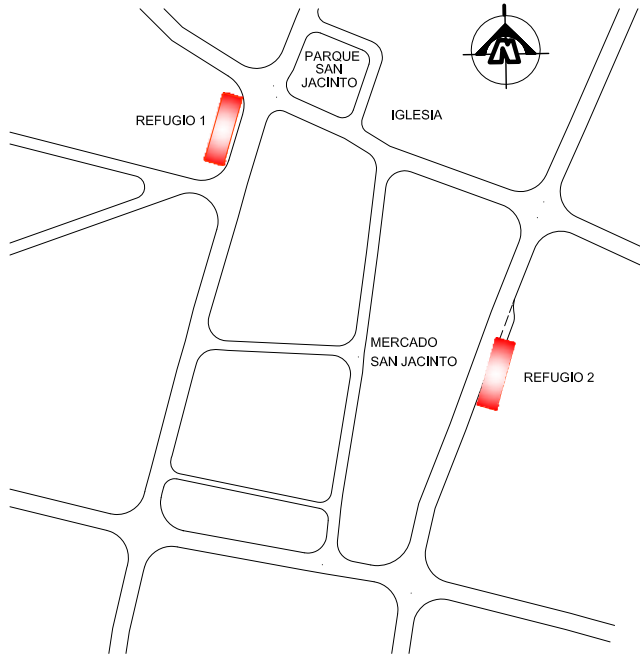 PARQUE
SAN
JACINTO
REFUGIO 1
IGLESIA
MERCADO
SAN JACINTO
REFUGIO 2